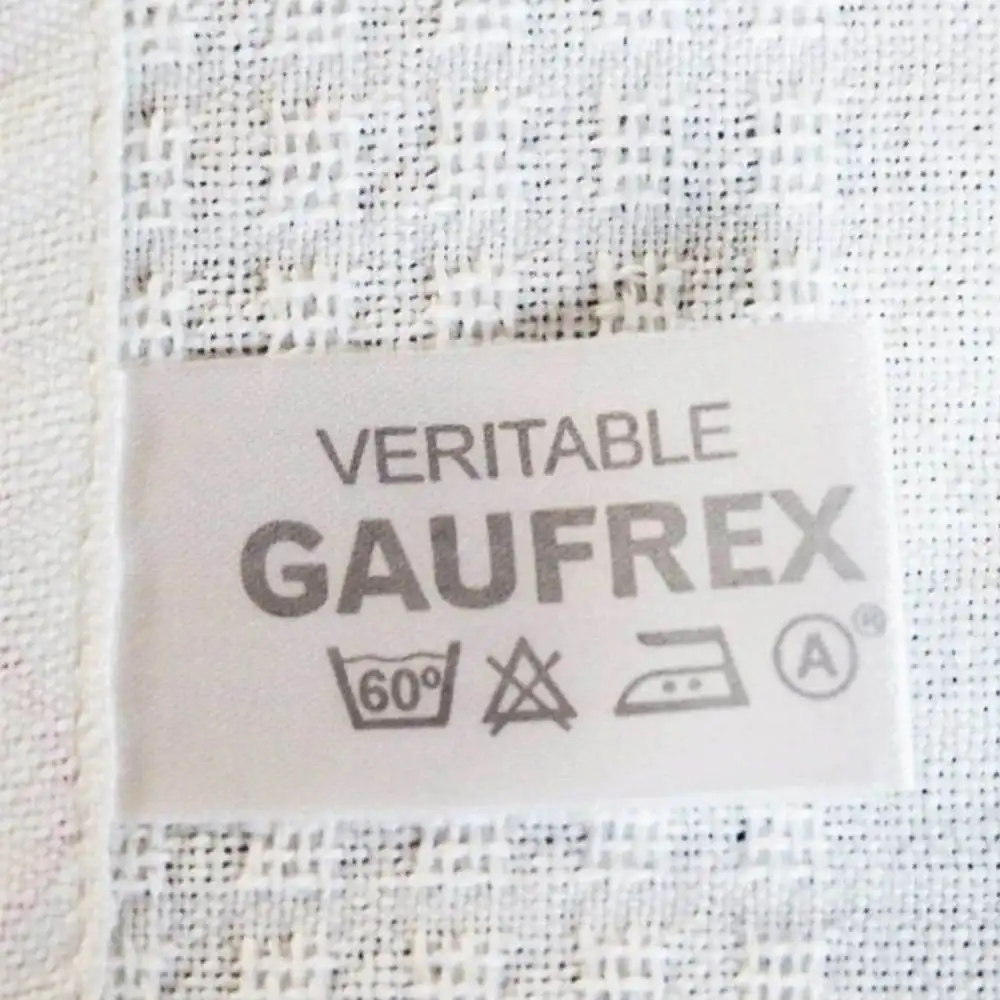 VERITABLE
GAUFREX
60° A ®